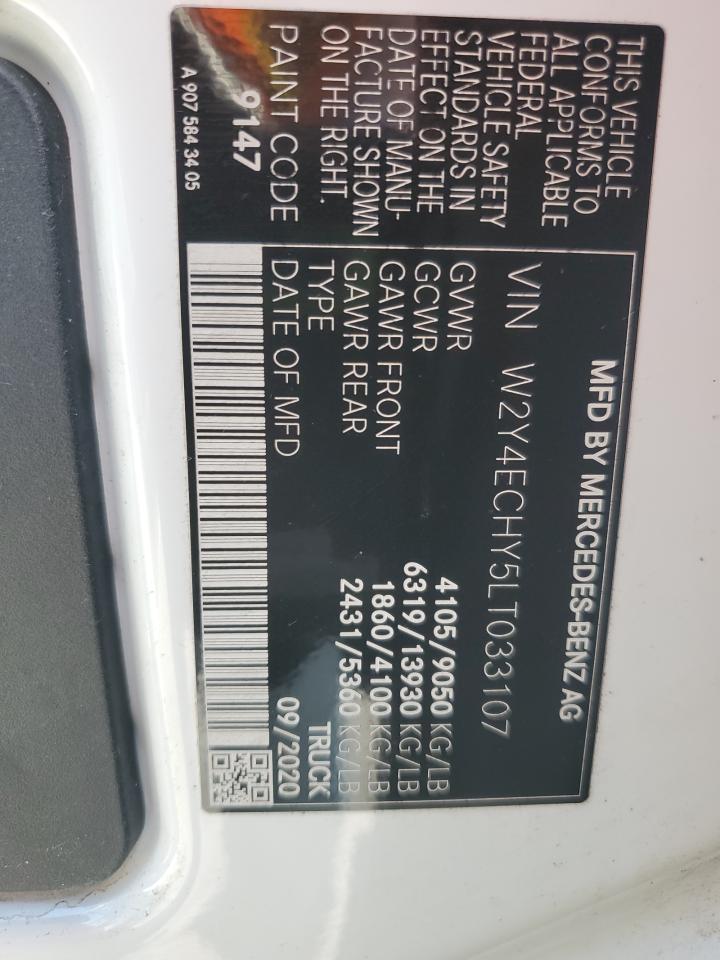 MFD BY MERCEDES-BENZ AG
THIS VEHICLE
CONFORMS TO
ALL APPLICABLE
FEDERAL
VEHICLE SAFETY
STANDARDS IN
EFFECT ON THE
DATE OF MANU-
FACTURE SHOWN
ON THE RIGHT.
PAINT CODE
9147
A 907 584 34 05
VIN W2Y4ECHY5LT033107
GVWR 4105/9050 KG/LB
GCWR 6319/13930 KG/LB
GAWR FRONT 1860/4100 KG/LB
GAWR REAR 2431/5360 KG/LB
TYPE TRUCK
DATE OF MFD 09/2020